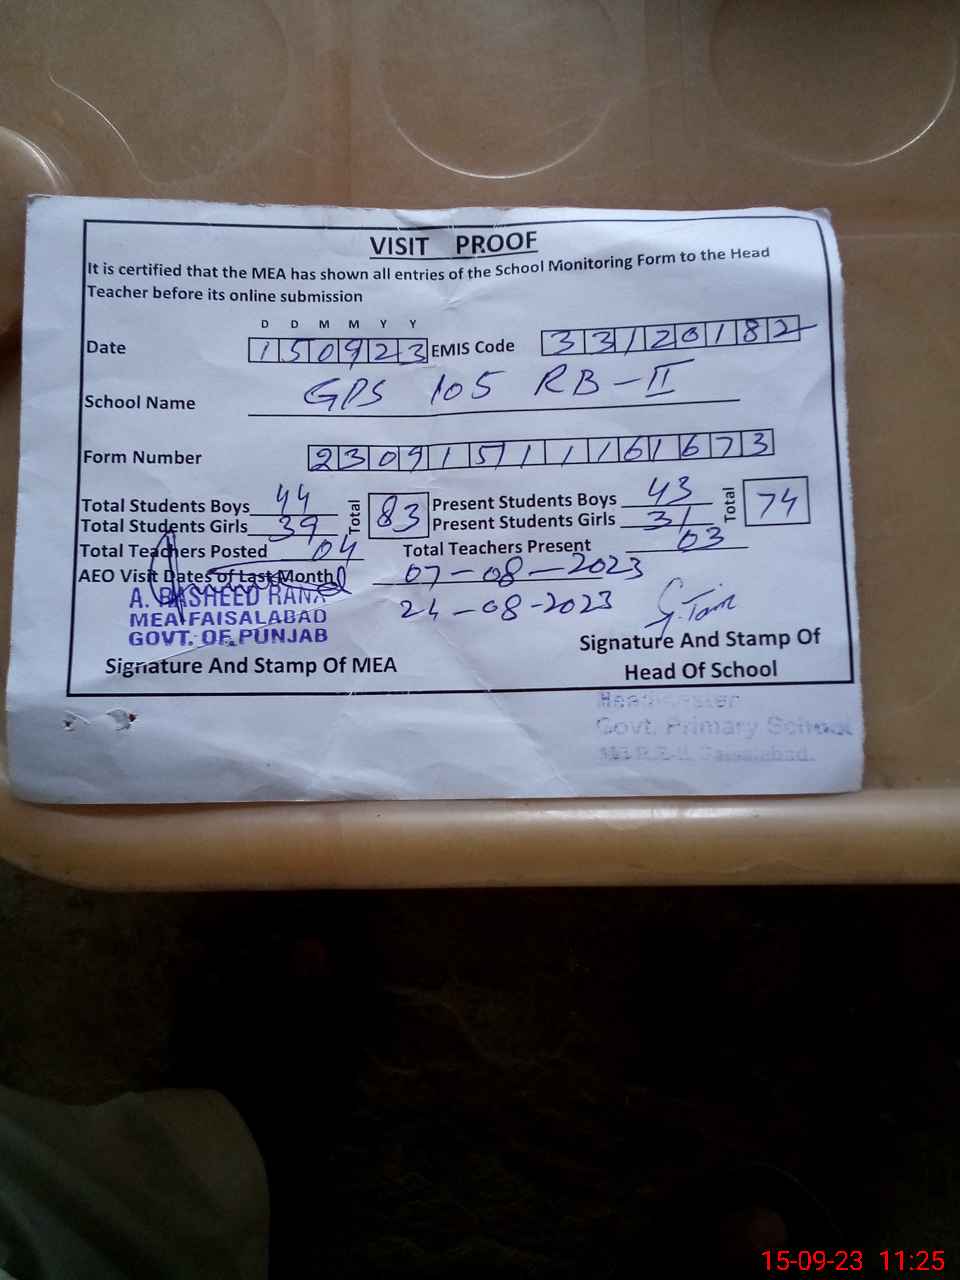 VISIT PROOF
It is certified that the MEA has shown all entries of the School Monitoring Form to the Head
Teacher before its online submission
D D M M Y Y
Date 150923 EMIS Code 33120182
School Name GPS 105 RB-II
Form Number 230915111161673
Total Students Boys 44 Total 83 Present Students Boys 43 Total 74
Total Students Girls 39 Present Students Girls 31
Total Teachers Posted 04 Total Teachers Present 03
AEO Visit Dates of Last Month 07-08-2023
24-08-2023
A. RASHEED RANA
MEA FAISALABAD
GOVT. OF PUNJAB
Signature And Stamp Of MEA
Signature And Stamp Of
Head Of School
Govt. Primary School
Faisalabad.
15-09-23 11:25